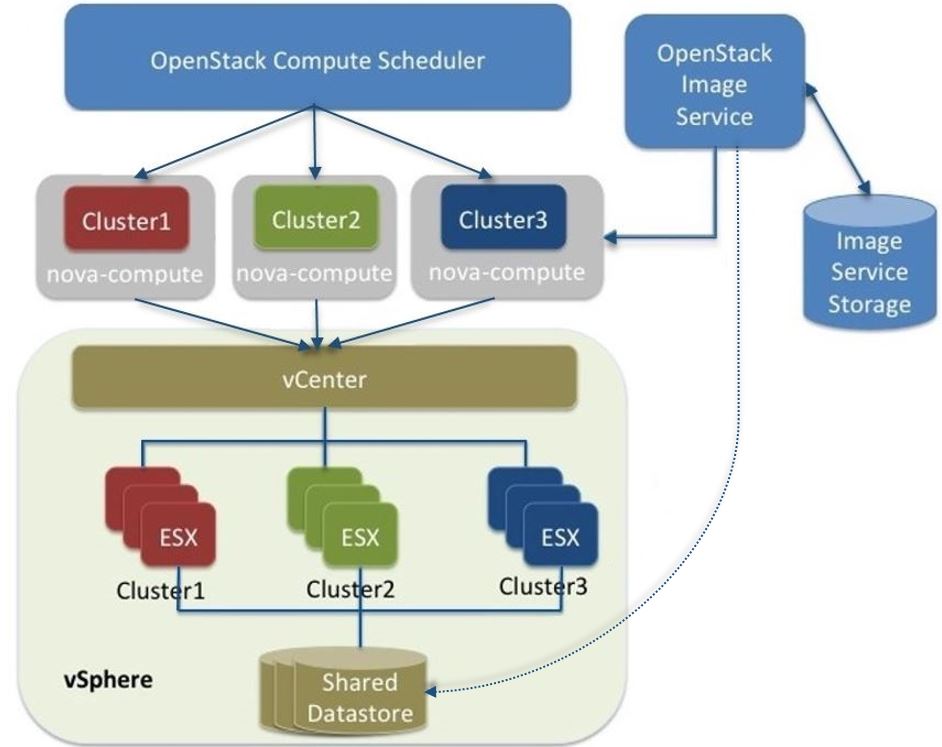 OpenStack Compute Scheduler
OpenStack
Image
Service
Cluster1
nova-compute
Cluster2
nova-compute
Cluster3
nova-compute
Image
Service
Storage
vCenter
ESX
Cluster1
ESX
Cluster2
ESX
Cluster3
vSphere
Shared
Datastore